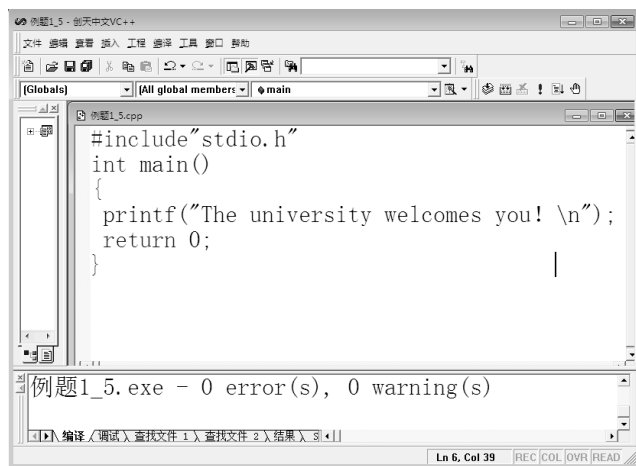 例题1_5 - 创天中文VC++
文件 编辑 查看 插入 工程 编译 工具 窗口 帮助
(Globals) (All global members main
例题1_5.cpp
#include"stdio.h"
int main()
{
printf("The university welcomes you! \n");
return 0;
}
例题1_5.exe - 0 error(s), 0 warning(s)
编译 调试 查找文件 1 查找文件 2 结果 S
Ln 6, Col 39 REC COL OVR READ